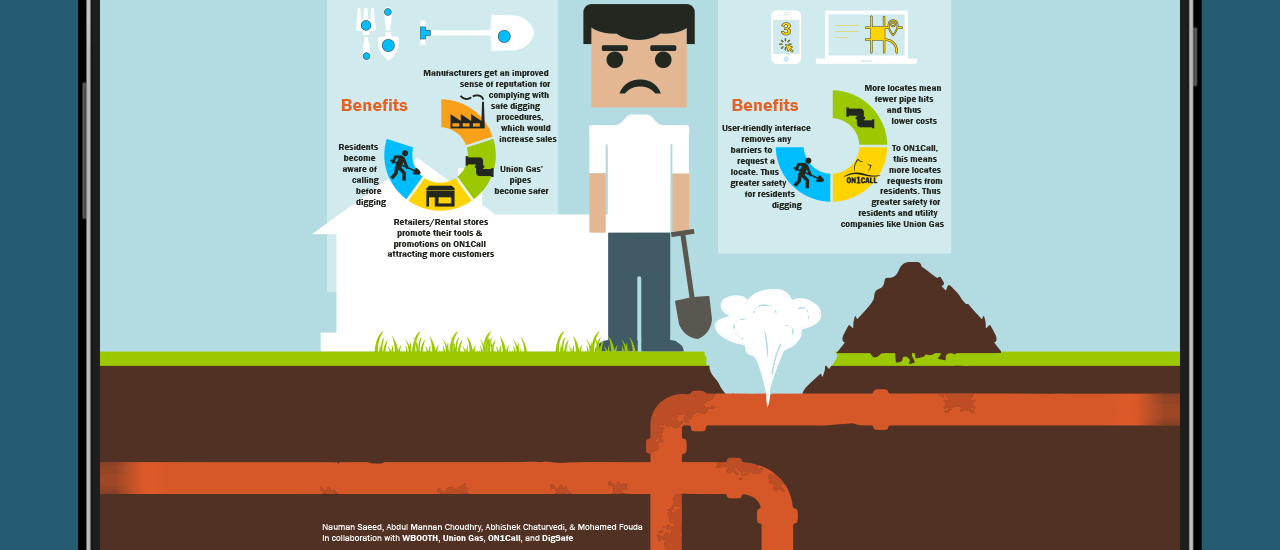 Benefits
Manufacturers get an improved
sense of reputation for
complying with
safe digging
procedures,
which would
increase sales
Residents
become
aware of
calling
before
digging
Union Gas'
pipes
become safer
Retailers/Rental stores
promote their tools &
promotions on ON1Call
attracting more customers
3
Benefits
More locates mean
fewer pipe hits
and thus
lower costs
User-friendly interface
removes any
barriers to
request a
locate. Thus
greater safety
for residents
digging
ON1CALL
To ON1Call,
this means
more locates
requests from
residents. Thus
greater safety for
residents and utility
companies like Union Gas
Nauman Saeed, Abdul Mannan Choudhry, Abhishek Chaturvedi, & Mohamed Fouda
In collaboration with WBOOTH, Union Gas, ON1Call, and DigSafe